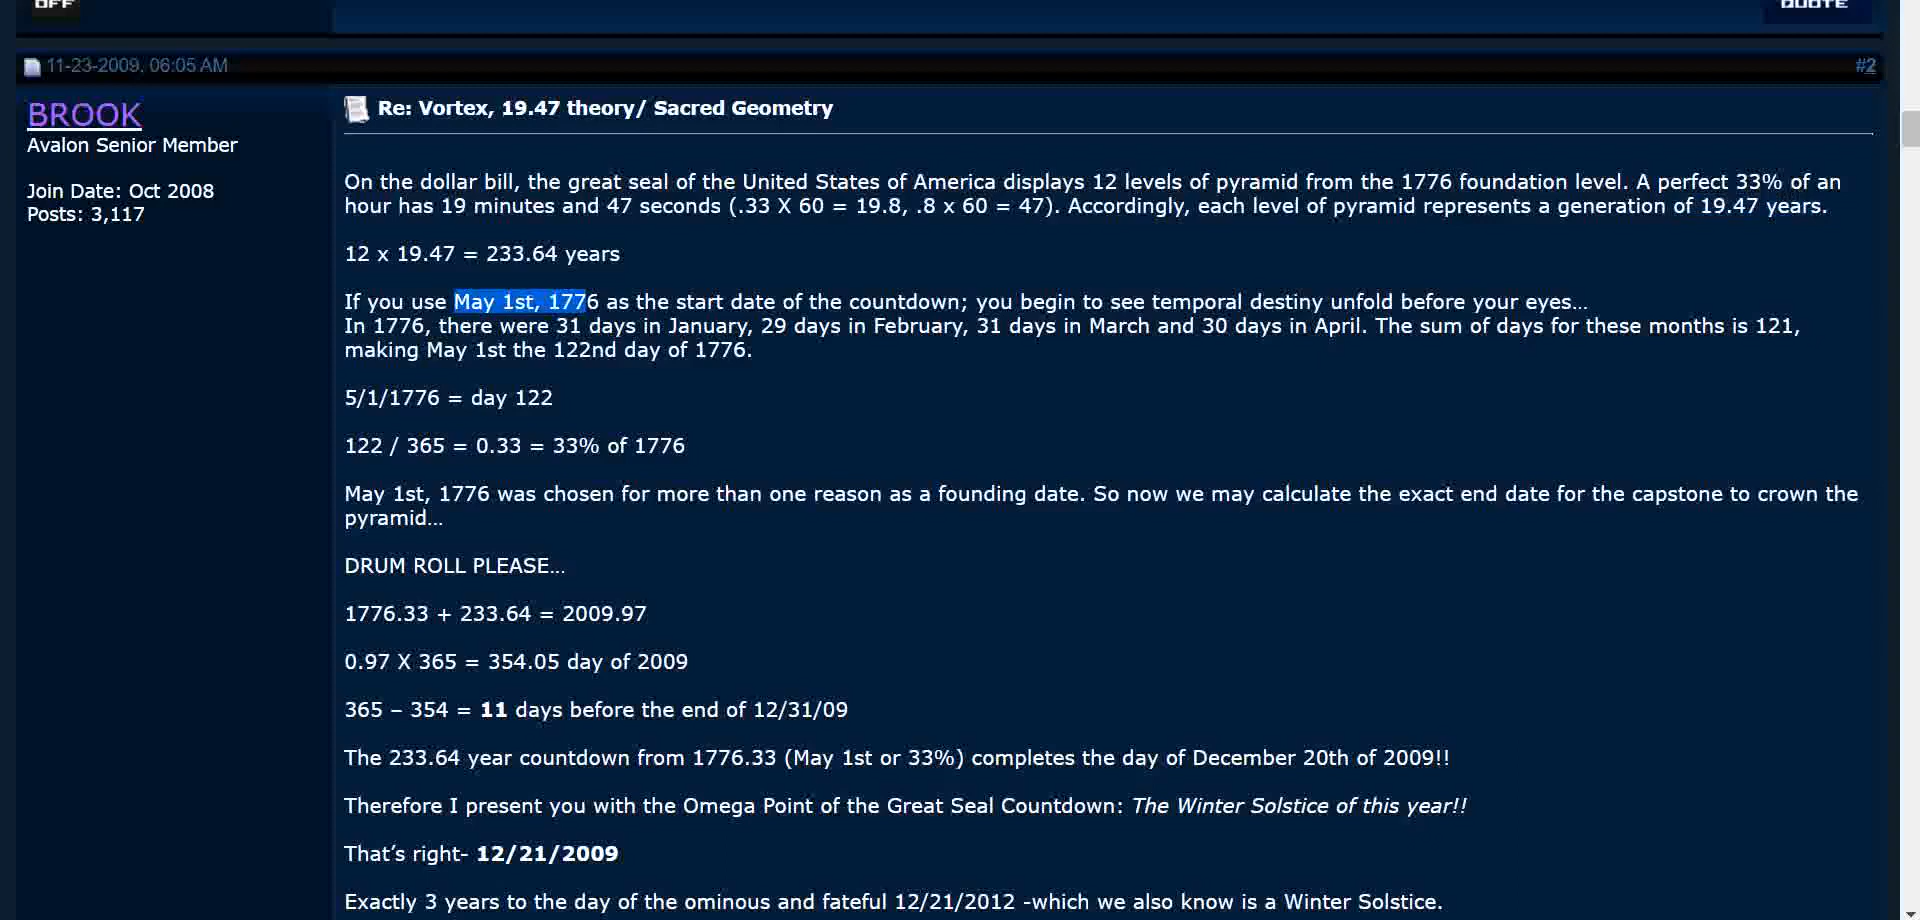 OFF
QUOTE
11-23-2009, 06:05 AM
#2
BROOK
Avalon Senior Member
Join Date: Oct 2008
Posts: 3,117
Re: Vortex, 19.47 theory/ Sacred Geometry
On the dollar bill, the great seal of the United States of America displays 12 levels of pyramid from the 1776 foundation level. A perfect 33% of an
hour has 19 minutes and 47 seconds (.33 X 60 = 19.8, .8 x 60 = 47). Accordingly, each level of pyramid represents a generation of 19.47 years.
12 x 19.47 = 233.64 years
If you use May 1st, 1776 as the start date of the countdown; you begin to see temporal destiny unfold before your eyes…
In 1776, there were 31 days in January, 29 days in February, 31 days in March and 30 days in April. The sum of days for these months is 121,
making May 1st the 122nd day of 1776.
5/1/1776 = day 122
122 / 365 = 0.33 = 33% of 1776
May 1st, 1776 was chosen for more than one reason as a founding date. So now we may calculate the exact end date for the capstone to crown the
pyramid…
DRUM ROLL PLEASE…
1776.33 + 233.64 = 2009.97
0.97 X 365 = 354.05 day of 2009
365 – 354 = 11 days before the end of 12/31/09
The 233.64 year countdown from 1776.33 (May 1st or 33%) completes the day of December 20th of 2009!!
Therefore I present you with the Omega Point of the Great Seal Countdown: The Winter Solstice of this year!!
That’s right- 12/21/2009
Exactly 3 years to the day of the ominous and fateful 12/21/2012 -which we also know is a Winter Solstice.